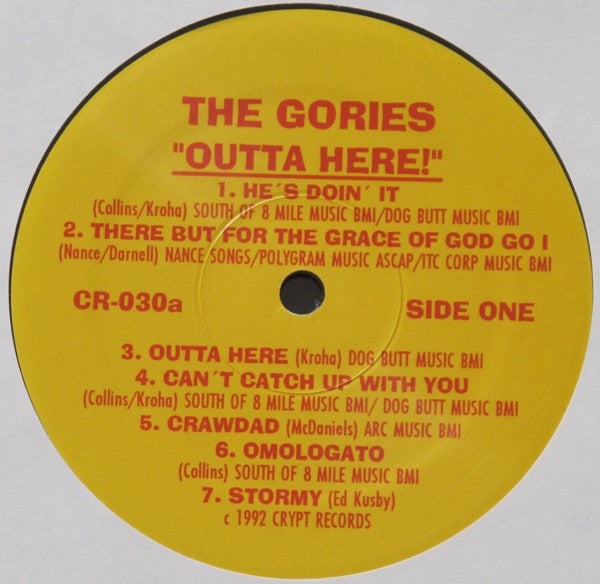 THE GORIES
"OUTTA HERE!"
1. HE´S DOIN´ IT
(Collins/Kroha) SOUTH OF 8 MILE MUSIC BMI/DOG BUTT MUSIC BMI
2. THERE BUT FOR THE GRACE OF GOD GO I
(Nance/Darnell) NANCE SONGS/POLYGRAM MUSIC ASCAP/ITC CORP MUSIC BMI
CR-030a SIDE ONE
3. OUTTA HERE (Kroha) DOG BUTT MUSIC BMI
4. CAN´T CATCH UP WITH YOU
(Collins/Kroha) SOUTH OF 8 MILE MUSIC BMI/ DOG BUTT MUSIC BMI
5. CRAWDAD (McDaniels) ARC MUSIC BMI
6. OMOLOGATO
(Collins) SOUTH OF 8 MILE MUSIC BMI
7. STORMY (Ed Kusby)
c 1992 CRYPT RECORDS